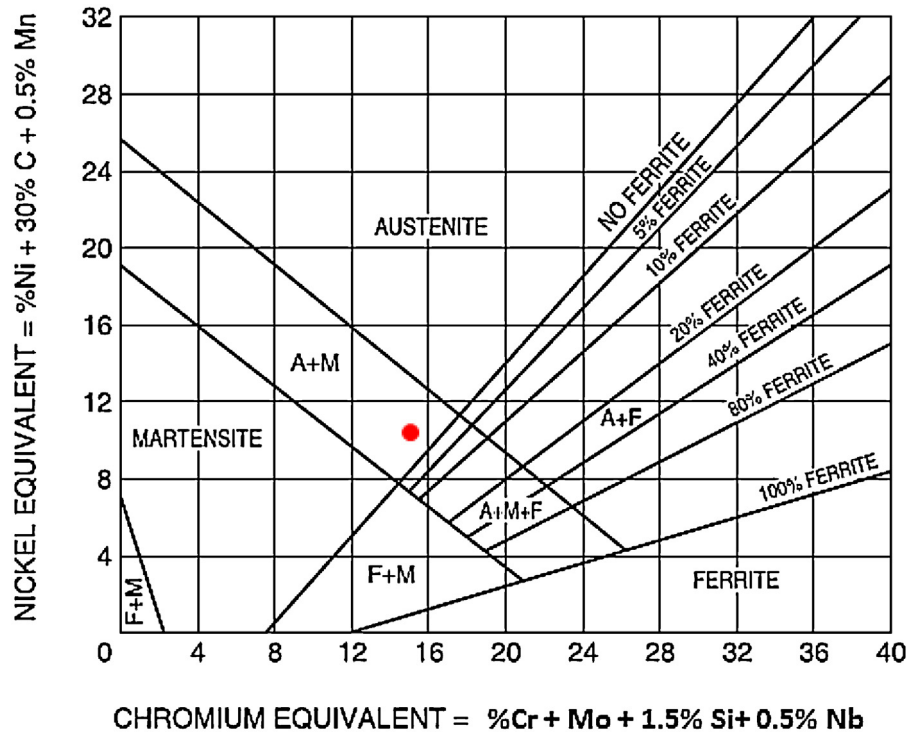 NICKEL EQUIVALENT = %Ni + 30% C + 0.5% Mn
32
28
24
20
16
12
8
4
0
AUSTENITE
NO FERRITE
5% FERRITE
10% FERRITE
20% FERRITE
40% FERRITE
80% FERRITE
100% FERRITE
A+M
MARTENSITE
A+F
A+M+F
F+M
F+M
FERRITE
4
8
12
16
20
24
28
32
36
40
CHROMIUM EQUIVALENT = %Cr + Mo + 1.5% Si+ 0.5% Nb